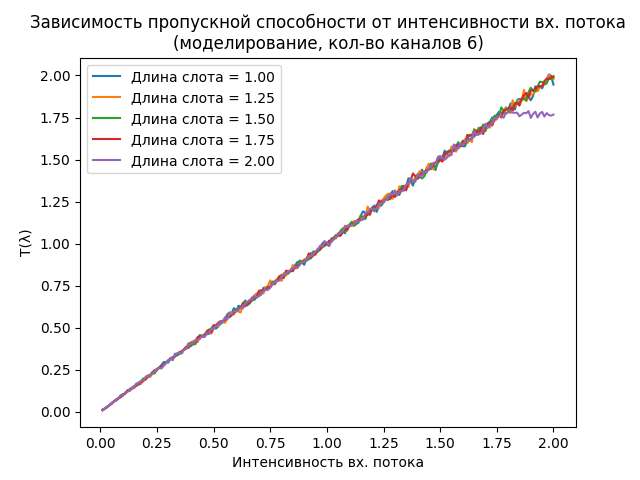 Зависимость пропускной способности от интенсивности вх. потока
(моделирование, кол-во каналов 6)
Длина слота = 1.00
Длина слота = 1.25
Длина слота = 1.50
Длина слота = 1.75
Длина слота = 2.00
T(λ)
2.00
1.75
1.50
1.25
1.00
0.75
0.50
0.25
0.00
0.00 0.25 0.50 0.75 1.00 1.25 1.50 1.75 2.00
Интенсивность вх. потока